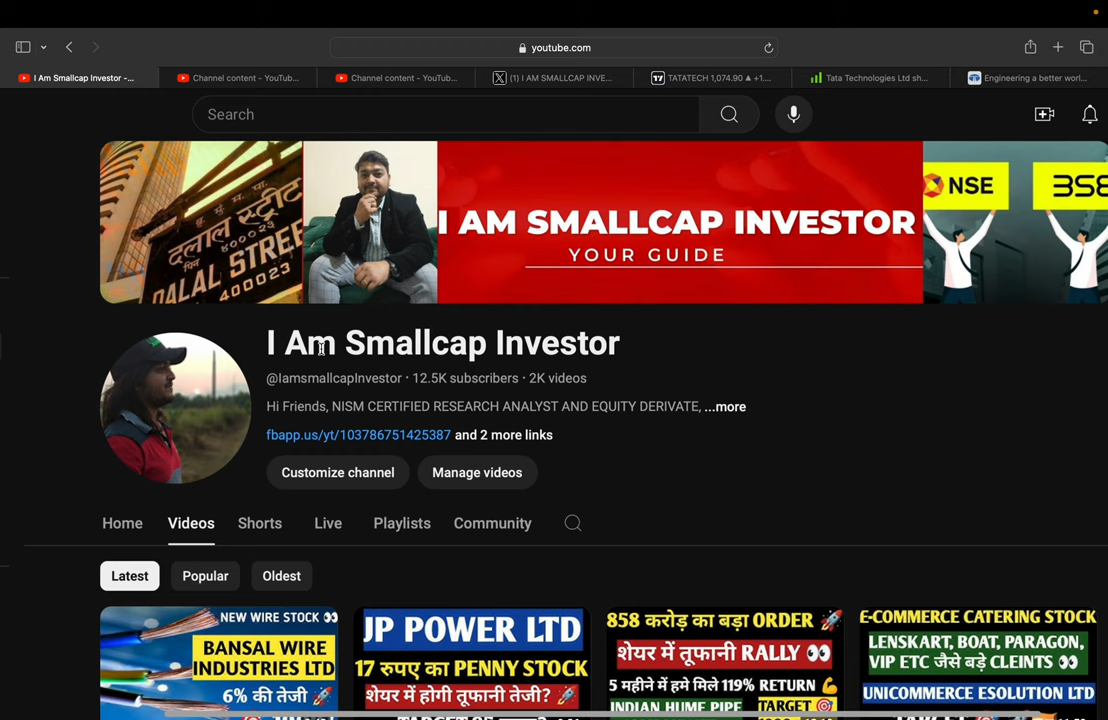 youtube.com
I Am Smallcap Investor -...
Channel content - YouTub...
Channel content - YouTub...
(1) I AM SMALLCAP INVE...
TATATECH 1,074.90 ▲ +1....
Tata Technologies Ltd sh...
Engineering a better worl...
Search
दलाल स्ट्रीट
४०००२३
DALAL STREET
400023
I AM SMALLCAP INVESTOR
YOUR GUIDE
NSE
BSE
I Am Smallcap Investor
@IamsmallcapInvestor · 12.5K subscribers · 2K videos
Hi Friends, NISM CERTIFIED RESEARCH ANALYST AND EQUITY DERIVATE, ...more
fbapp.us/yt/103786751425387 and 2 more links
Customize channel
Manage videos
Home
Videos
Shorts
Live
Playlists
Community
Latest
Popular
Oldest
NEW WIRE STOCK 👀
BANSAL WIRE
INDUSTRIES LTD
6% की तेजी 🚀
JP POWER LTD
17 रुपए का PENNY STOCK
शेयर में होगी तूफानी तेजी? 🚀
858 करोड़ का बड़ा ORDER 🚀
शेयर में तूफानी RALLY 👀
5 महीने में हमे मिले 119% RETURN 💪
INDIAN HUME PIPE
TARGET 🎯
E-COMMERCE CATERING STOCK
LENSKART, BOAT, PARAGON,
VIP ETC जैसे बड़े CLEINTS 👀
UNICOMMERCE ESOLUTION LTD